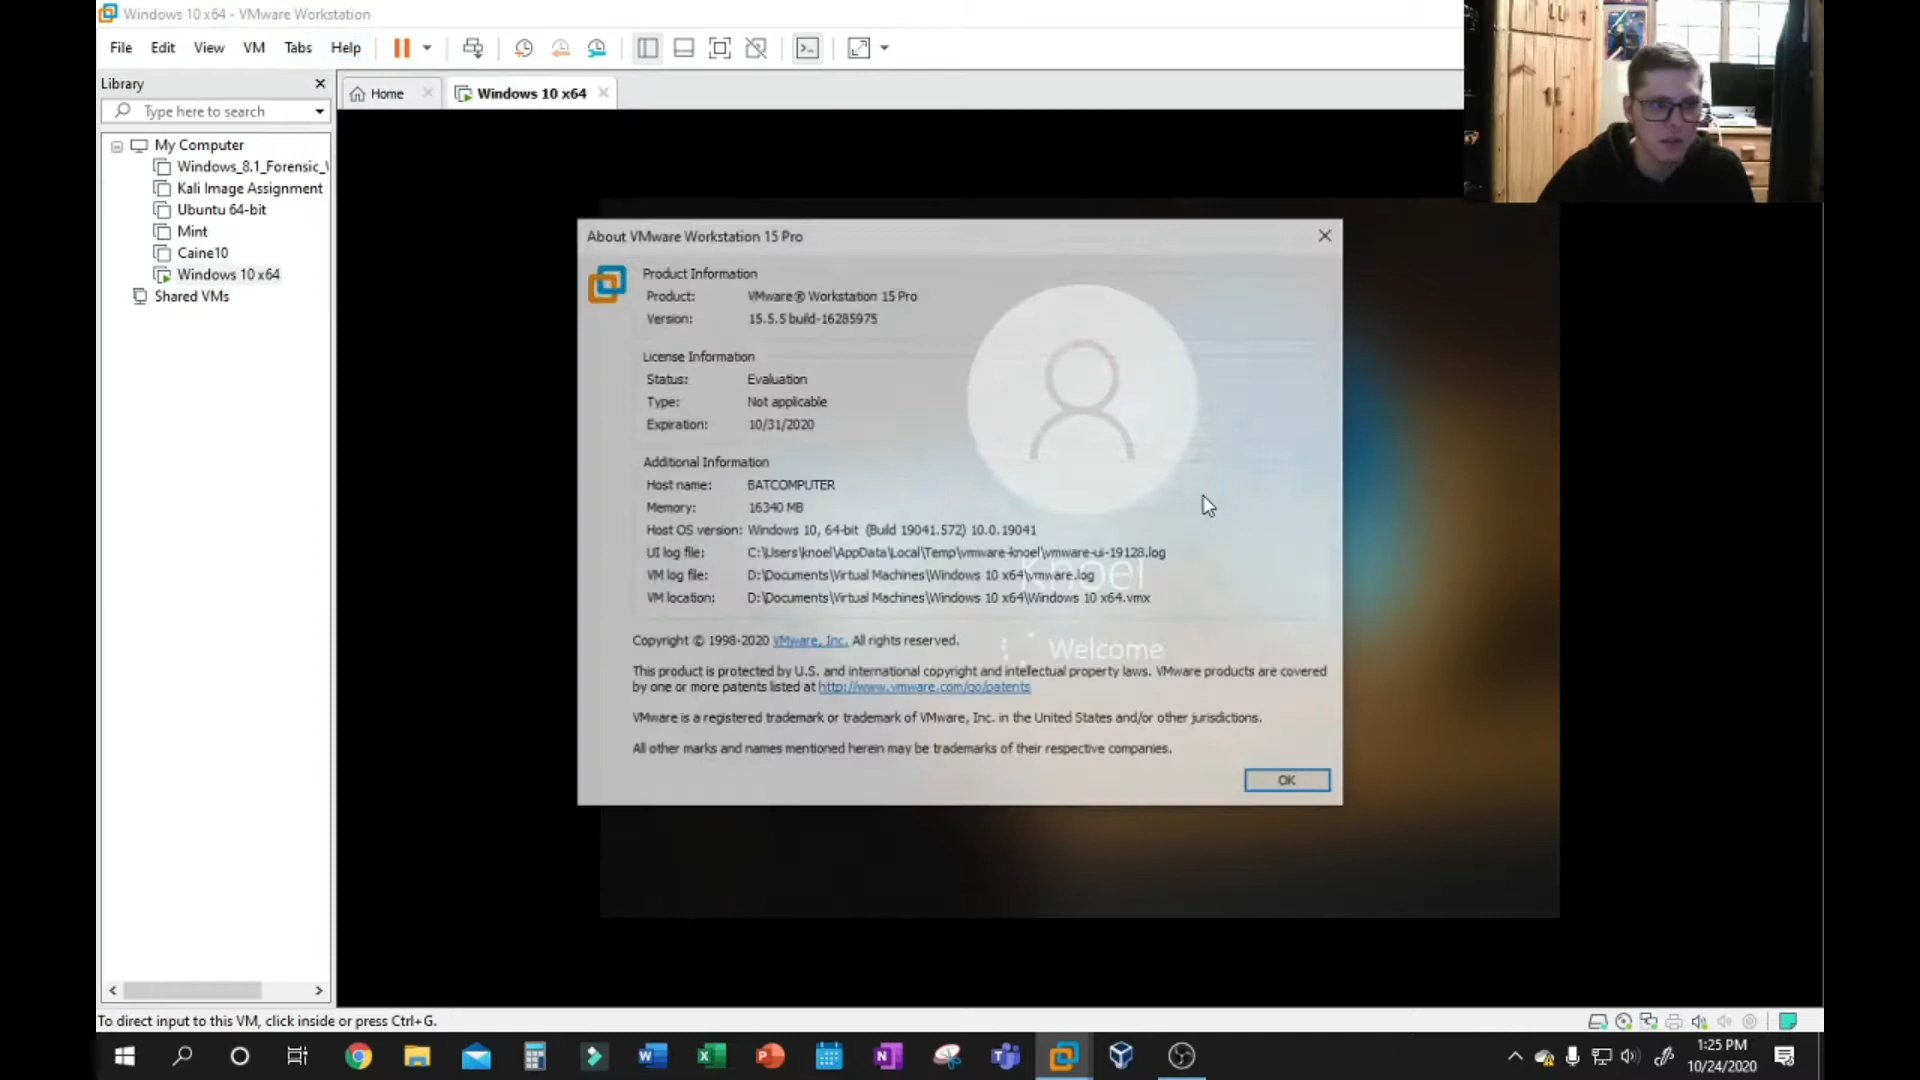 Windows 10 x64 - VMware Workstation
File Edit View VM Tabs Help
Library
Type here to search
My Computer
Windows_8.1_Forensic_
Kali Image Assignment
Ubuntu 64-bit
Mint
Caine10
Windows 10 x64
Shared VMs
Home
Windows 10 x64
About VMware Workstation 15 Pro
Product Information
Product: VMware® Workstation 15 Pro
Version: 15.5.5 build-16285975
License Information
Status: Evaluation
Type: Not applicable
Expiration: 10/31/2020
Additional Information
Host name: BATCOMPUTER
Memory: 16340 MB
Host OS version: Windows 10, 64-bit (Build 19041.572) 10.0.19041
UI log file: C:\Users\knoel\AppData\Local\Temp\vmware-knoel\vmware-ui-19128.log
VM log file: D:\Documents\Virtual Machines\Windows 10 x64\vmware.log
Knoel
VM location: D:\Documents\Virtual Machines\Windows 10 x64\Windows 10 x64.vmx
Copyright © 1998-2020 VMware, Inc. All rights reserved.
Welcome
This product is protected by U.S. and international copyright and intellectual property laws. VMware products are covered
by one or more patents listed at http://www.vmware.com/go/patents
VMware is a registered trademark or trademark of VMware, Inc. in the United States and/or other jurisdictions.
All other marks and names mentioned herein may be trademarks of their respective companies.
OK
To direct input to this VM, click inside or press Ctrl+G.
1:25 PM
10/24/2020